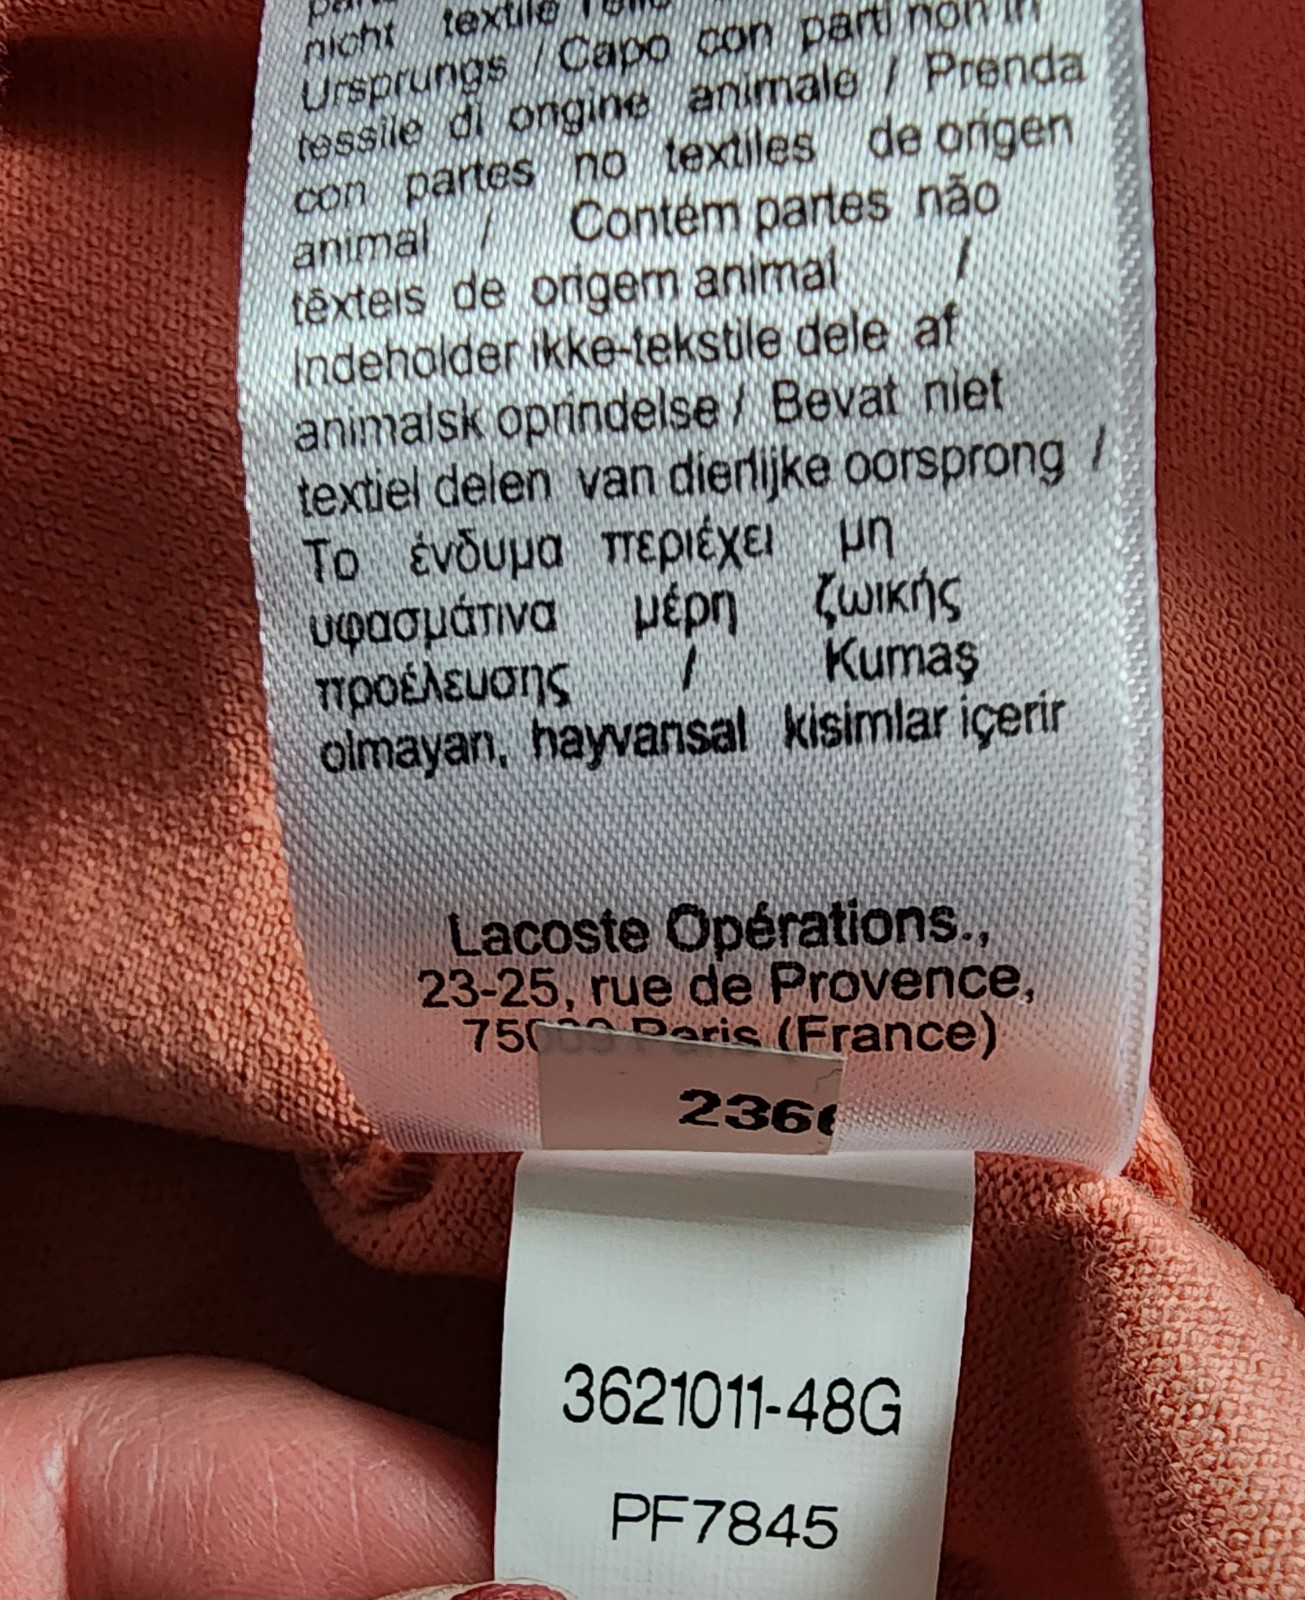 nicht textile
Ursprungs / Capo con parti non in
tessile di origine animale / Prenda
con partes no textiles de origen
animal / Contém partes não
têxteis de origem animal /
Indeholder ikke-tekstile dele af
animalsk oprindelse / Bevat niet
textiel delen van dierlijke oorsprong /
Το ένδυμα περιέχει μη
υφασμάτινα μέρη ζωικής
προέλευσης / Kumaş
olmayan, hayvansal kisimlar içerir
Lacoste Opérations.,
23-25, rue de Provence,
75009 Paris (France)
236
3621011-48G
PF7845